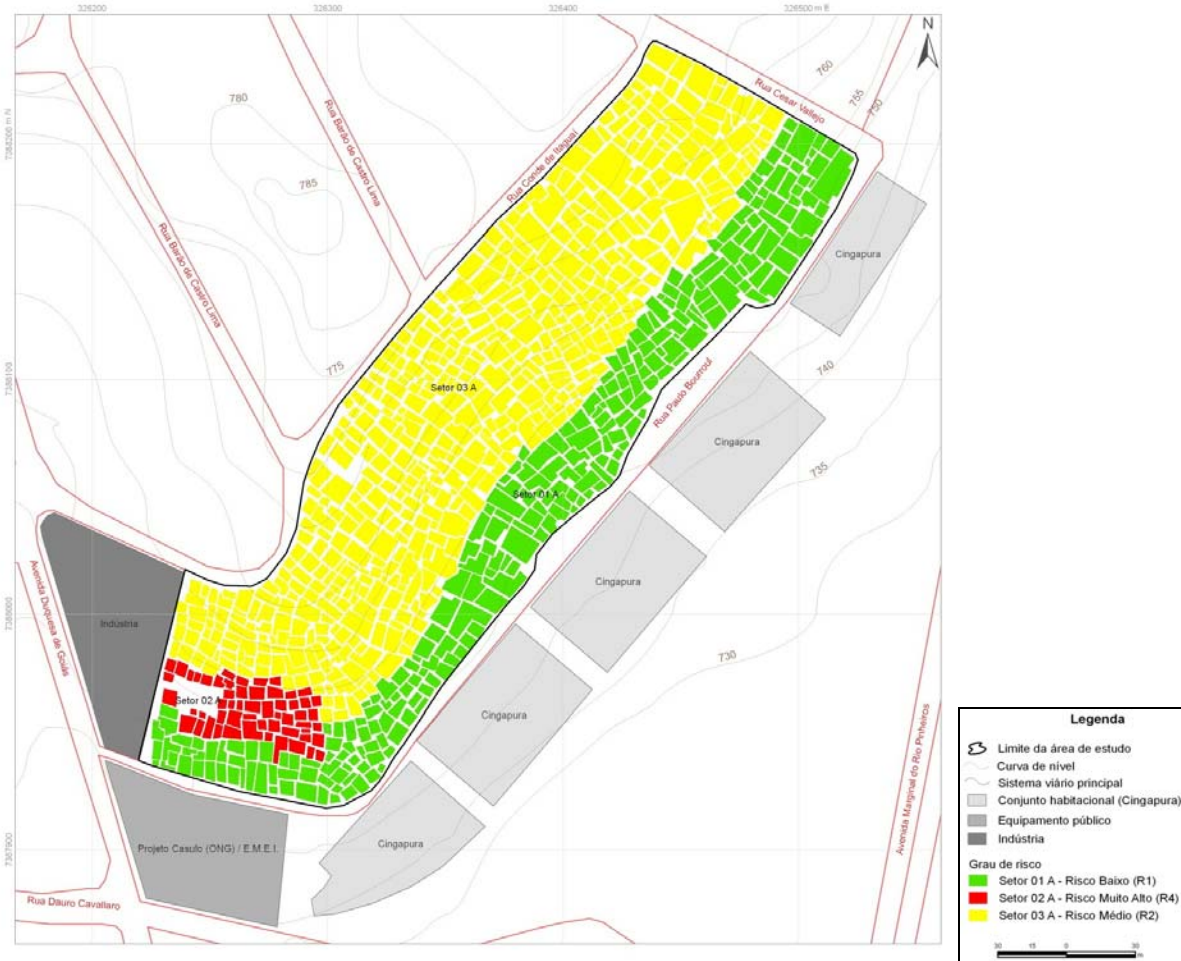 326200
326300
326400
326500 m E
N
760
755
750
Rua Cesar Vallejo
780
Rua Barão de Castro Lima
7388200 m N
Rua Conde de Itaguaí
785
Rua Barão de Castro Lima
Cingapura
775
Setor 03 A
7388100
740
Rua Paulo Bourroul
Cingapura
735
Setor 01 A
Cingapura
Avenida Duquesa de Goiás
Indústria
7388000
730
Setor 02 A
Cingapura
Avenida Marginal do Rio Pinheiros
Projeto Casulo (ONG) / E.M.E.I.
Cingapura
7387900
Rua Dauro Cavallaro
Legenda
Limite da área de estudo
Curva de nível
Sistema viário principal
Conjunto habitacional (Cingapura)
Equipamento público
Indústria
Grau de risco
Setor 01 A - Risco Baixo (R1)
Setor 02 A - Risco Muito Alto (R4)
Setor 03 A - Risco Médio (R2)
30 15 0 30
m